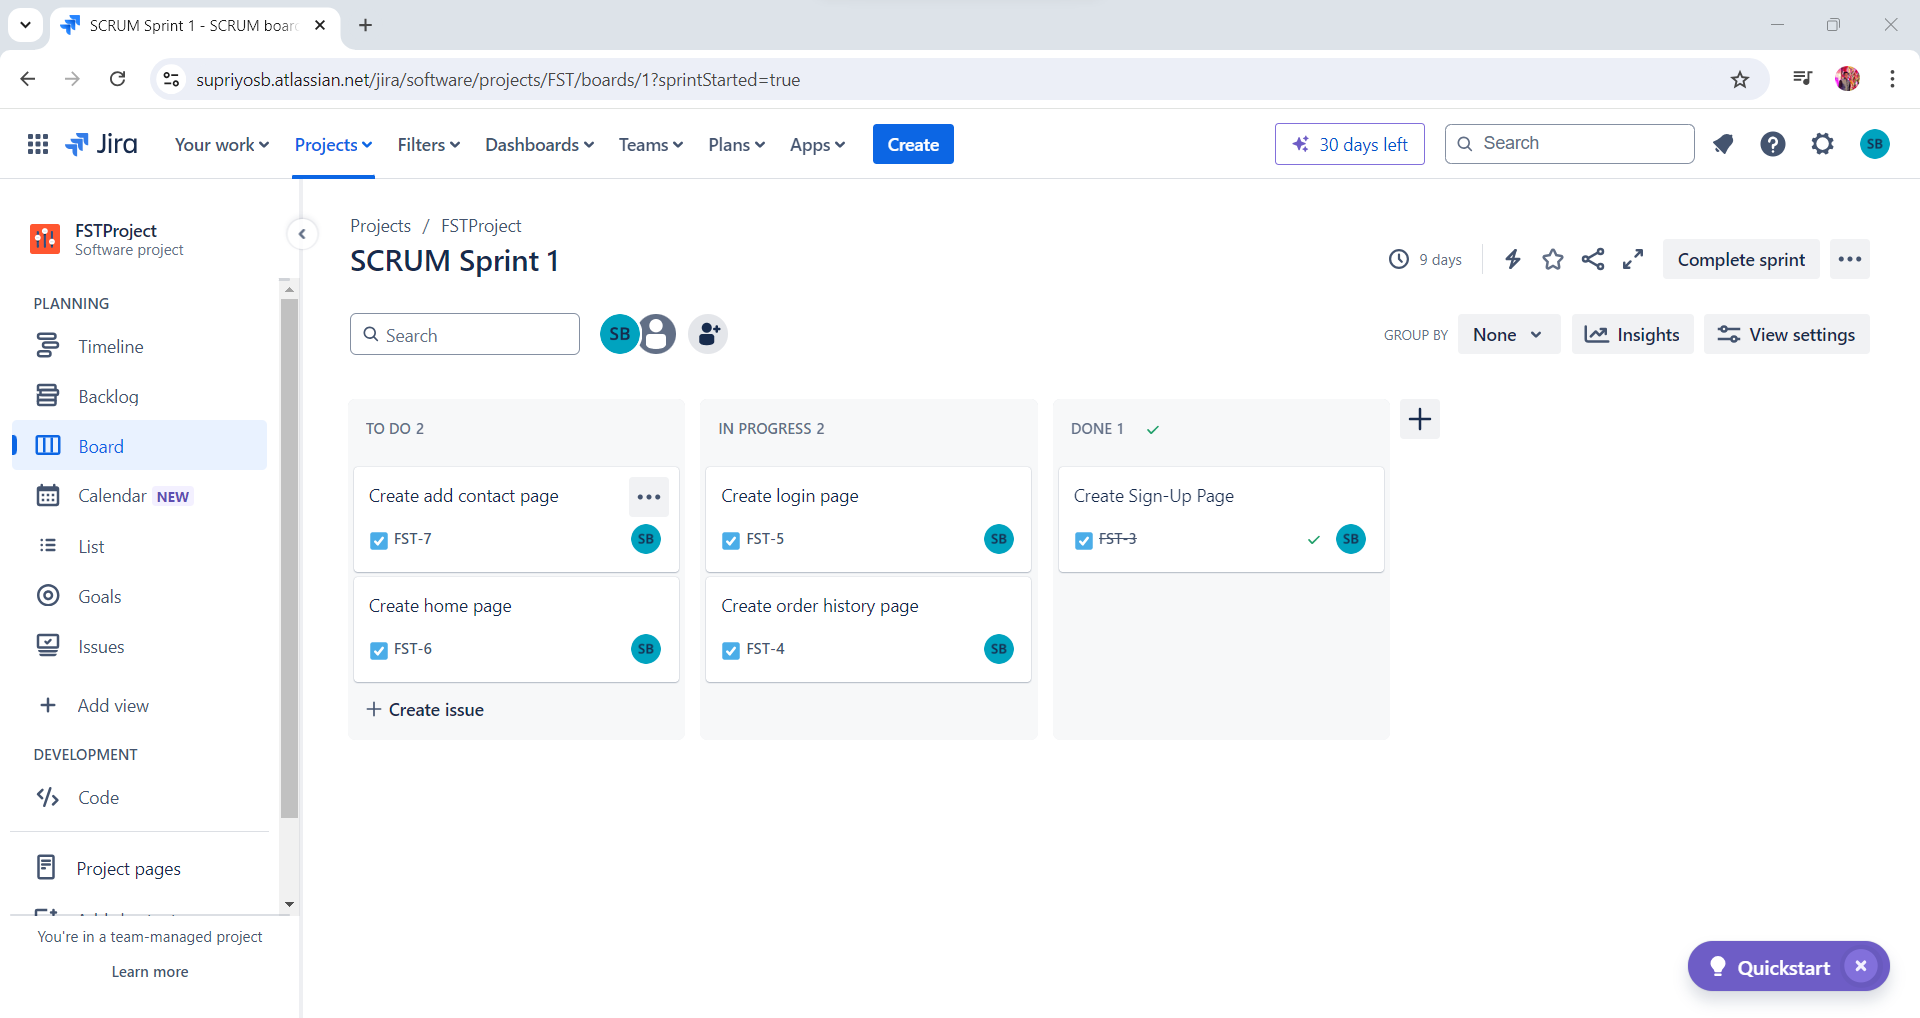 SCRUM Sprint 1 - SCRUM board
supriyosb.atlassian.net/jira/software/projects/FST/boards/1?sprintStarted=true
Jira Your work Projects Filters Dashboards Teams Plans Apps Create 30 days left Search SB
FSTProject
Software project
PLANNING
Timeline
Backlog
Board
Calendar NEW
List
Goals
Issues
Add view
DEVELOPMENT
Code
Project pages
You're in a team-managed project
Learn more
Projects / FSTProject
SCRUM Sprint 1
9 days Complete sprint
Search SB
GROUP BY None Insights View settings
TO DO 2
Create add contact page
FST-7 SB
Create home page
FST-6 SB
Create issue
IN PROGRESS 2
Create login page
FST-5 SB
Create order history page
FST-4 SB
DONE 1
Create Sign-Up Page
FST-3 SB
Quickstart